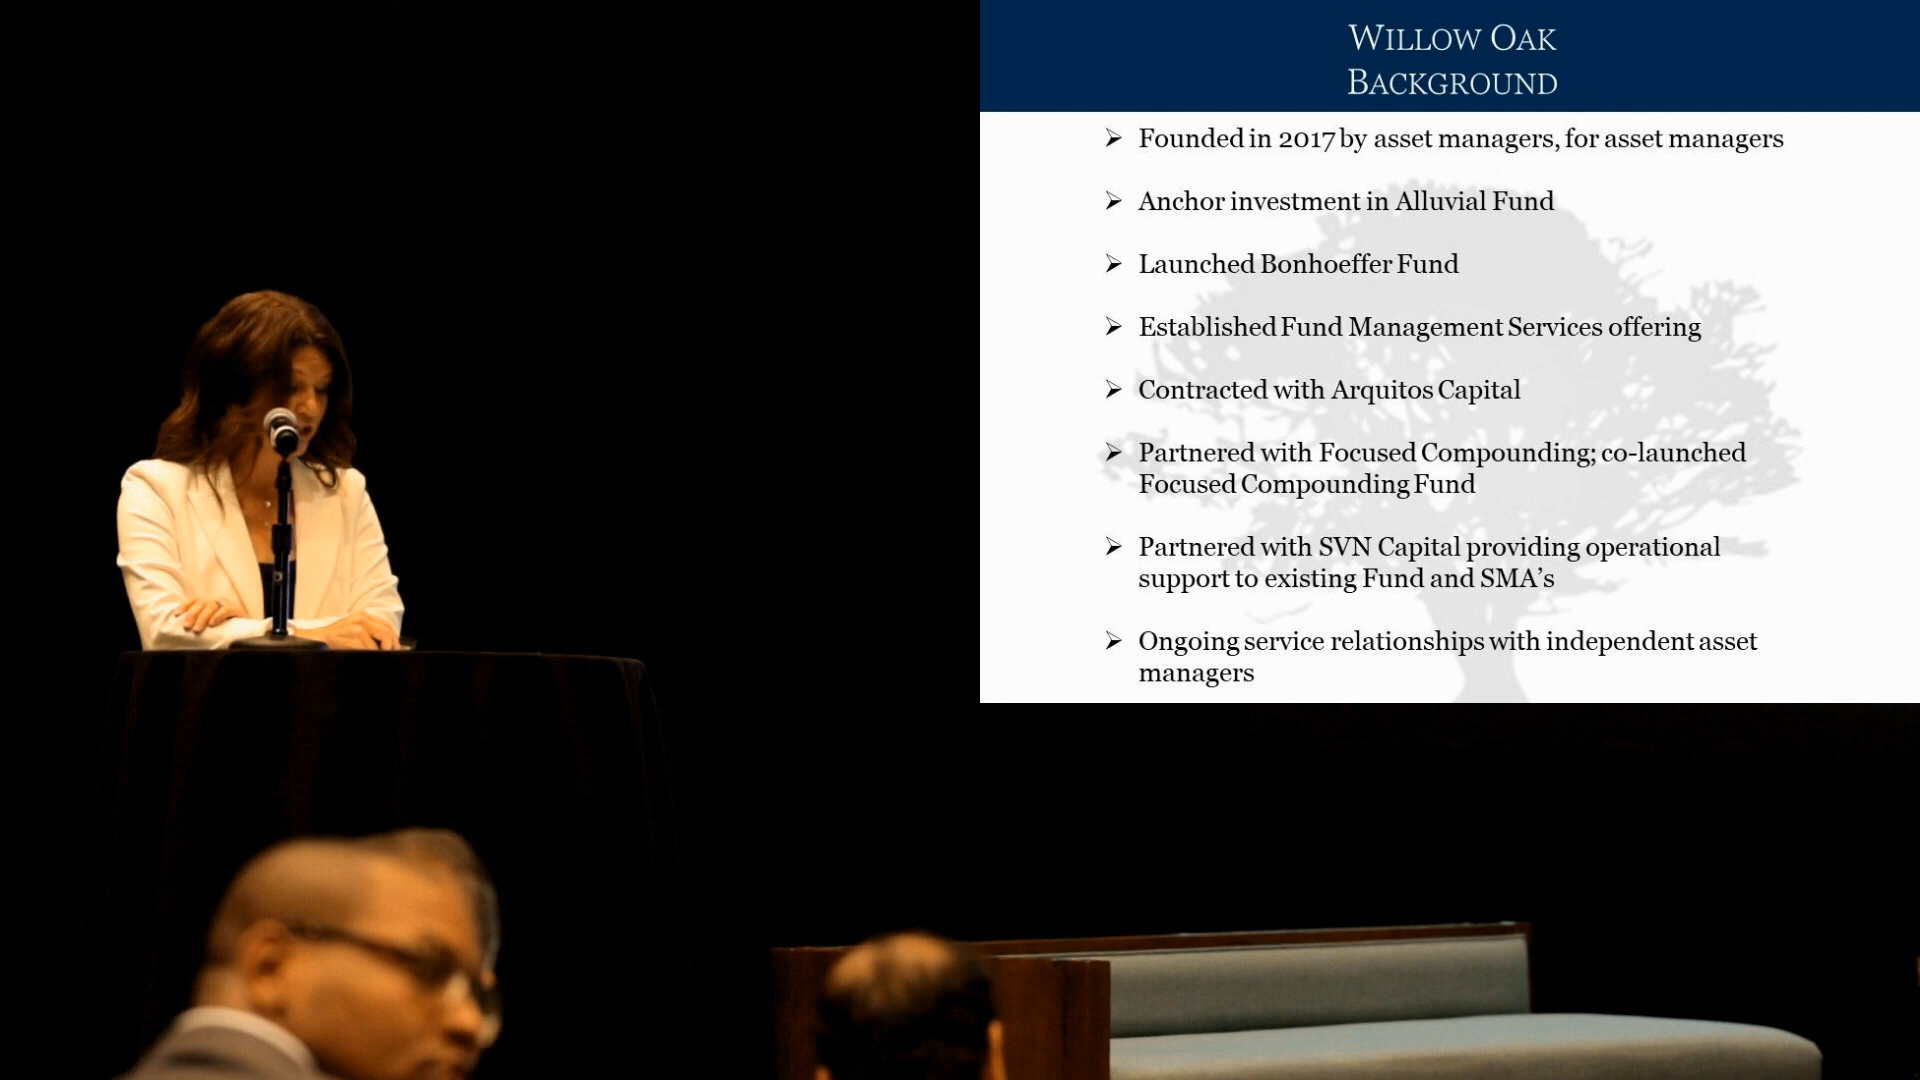 WILLOW OAK
BACKGROUND
➢ Founded in 2017 by asset managers, for asset managers
➢ Anchor investment in Alluvial Fund
➢ Launched Bonhoeffer Fund
➢ Established Fund Management Services offering
➢ Contracted with Arquitos Capital
➢ Partnered with Focused Compounding; co-launched
Focused Compounding Fund
➢ Partnered with SVN Capital providing operational
support to existing Fund and SMA’s
➢ Ongoing service relationships with independent asset
managers